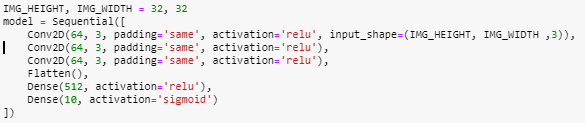 IMG_HEIGHT, IMG_WIDTH = 32, 32
model = Sequential([
    Conv2D(64, 3, padding='same', activation='relu', input_shape=(IMG_HEIGHT, IMG_WIDTH ,3)),
    Conv2D(64, 3, padding='same', activation='relu'),
    Conv2D(64, 3, padding='same', activation='relu'),
    Flatten(),
    Dense(512, activation='relu'),
    Dense(10, activation='sigmoid')
])